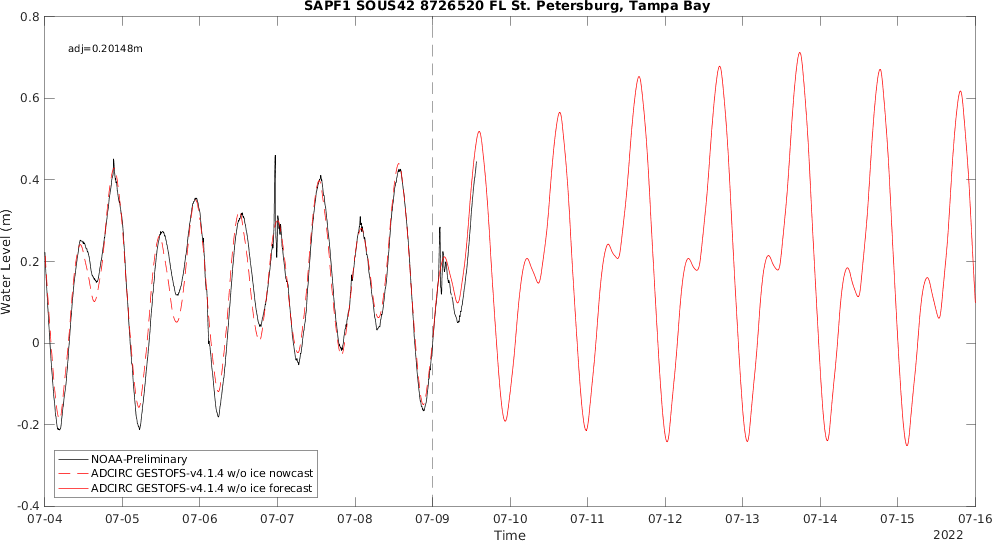 SAPF1 SOUS42 8726520 FL St. Petersburg, Tampa Bay
0.8
adj=0.20148m
0.6
0.4
0.2
0
-0.2
-0.4
Water Level (m)
NOAA-Preliminary
ADCIRC GESTOFS-v4.1.4 w/o ice nowcast
ADCIRC GESTOFS-v4.1.4 w/o ice forecast
07-04 07-05 07-06 07-07 07-08 07-09 07-10 07-11 07-12 07-13 07-14 07-15 07-16
Time
2022